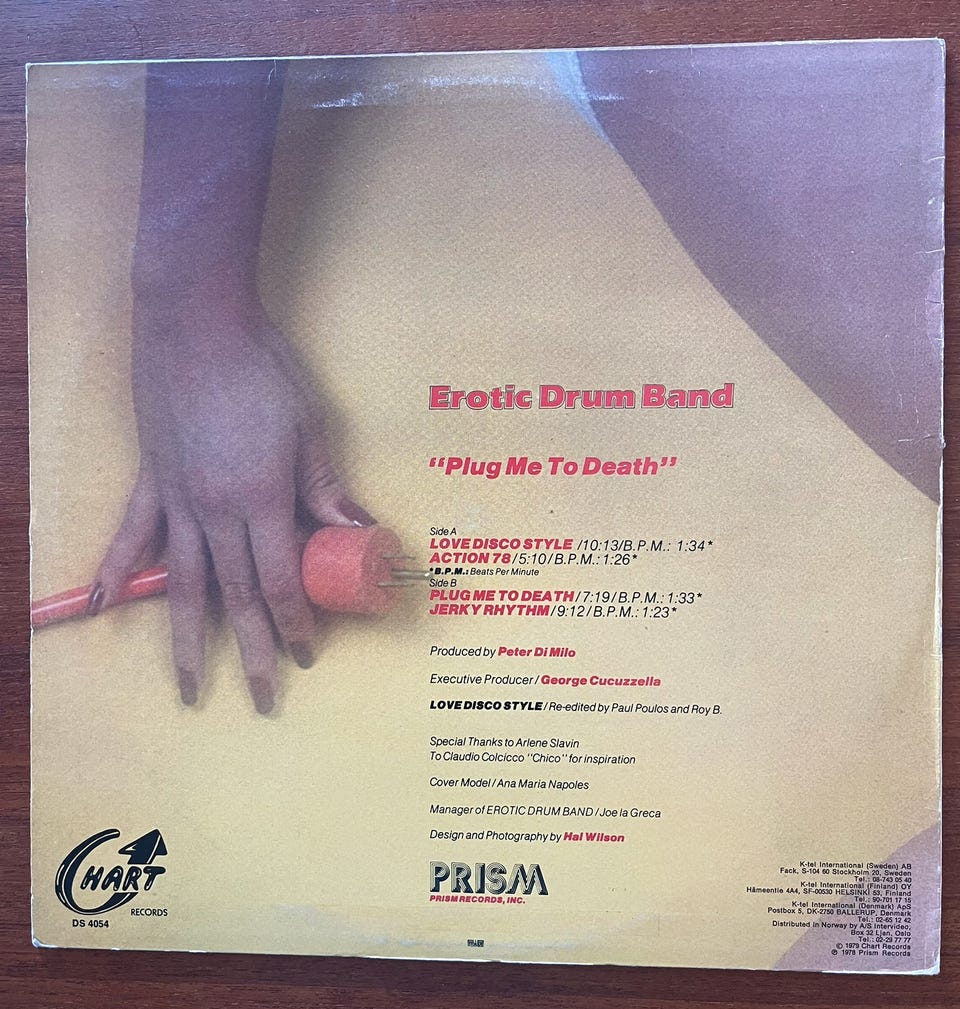 Erotic Drum Band
“Plug Me To Death”
Side A
LOVE DISCO STYLE /10:13/B.P.M.: 1:34*
ACTION 78/5:10/B.P.M.: 1:26*
*B.P.M.: Beats Per Minute
Side B
PLUG ME TO DEATH/7:19/B.P.M.: 1:33*
JERKY RHYTHM/9:12/B.P.M.: 1:23*
Produced by Peter Di Milo
Executive Producer/George Cucuzzella
LOVE DISCO STYLE/Re-edited by Paul Poulos and Roy B.
Special Thanks to Arlene Slavin
To Claudio Colcicco "Chico" for inspiration
Cover Model/Ana Maria Napoles
Manager of EROTIC DRUM BAND/Joe la Greca
Design and Photography by Hal Wilson
CHART
RECORDS
DS 4054
PRISM
PRISM RECORDS, INC.
K-tel International (Sweden) AB
Fack, S-104 60 Stockholm 20, Sweden
Tel.: 08-743 05 40
K-tel International (Finland) OY
Hämeentie 4A4, SF-00530 HELSINKI 53, Finland
Tel.: 90-701 17 15
K-tel International (Denmark) ApS
Postbox 5, DK-2750 BALLERUP, Denmark
Tel.: 02-65 12 42
Distributed in Norway by A/S Intervideo,
Box 32 Ljan, Oslo
Tel.: 02-29 77 77
© 1979 Chart Records
℗ 1978 Prism Records